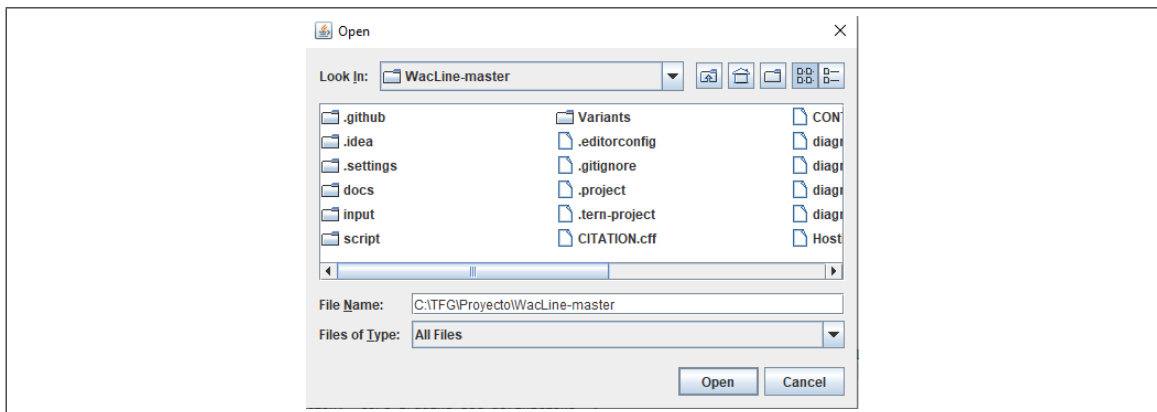 Open
Look In: WacLine-master
.github Variants
.idea .editorconfig
.settings .gitignore
docs .project
input .tern-project
script CITATION.cff
File Name: C:\TFG\Proyecto\WacLine-master
Files of Type: All Files
Open Cancel